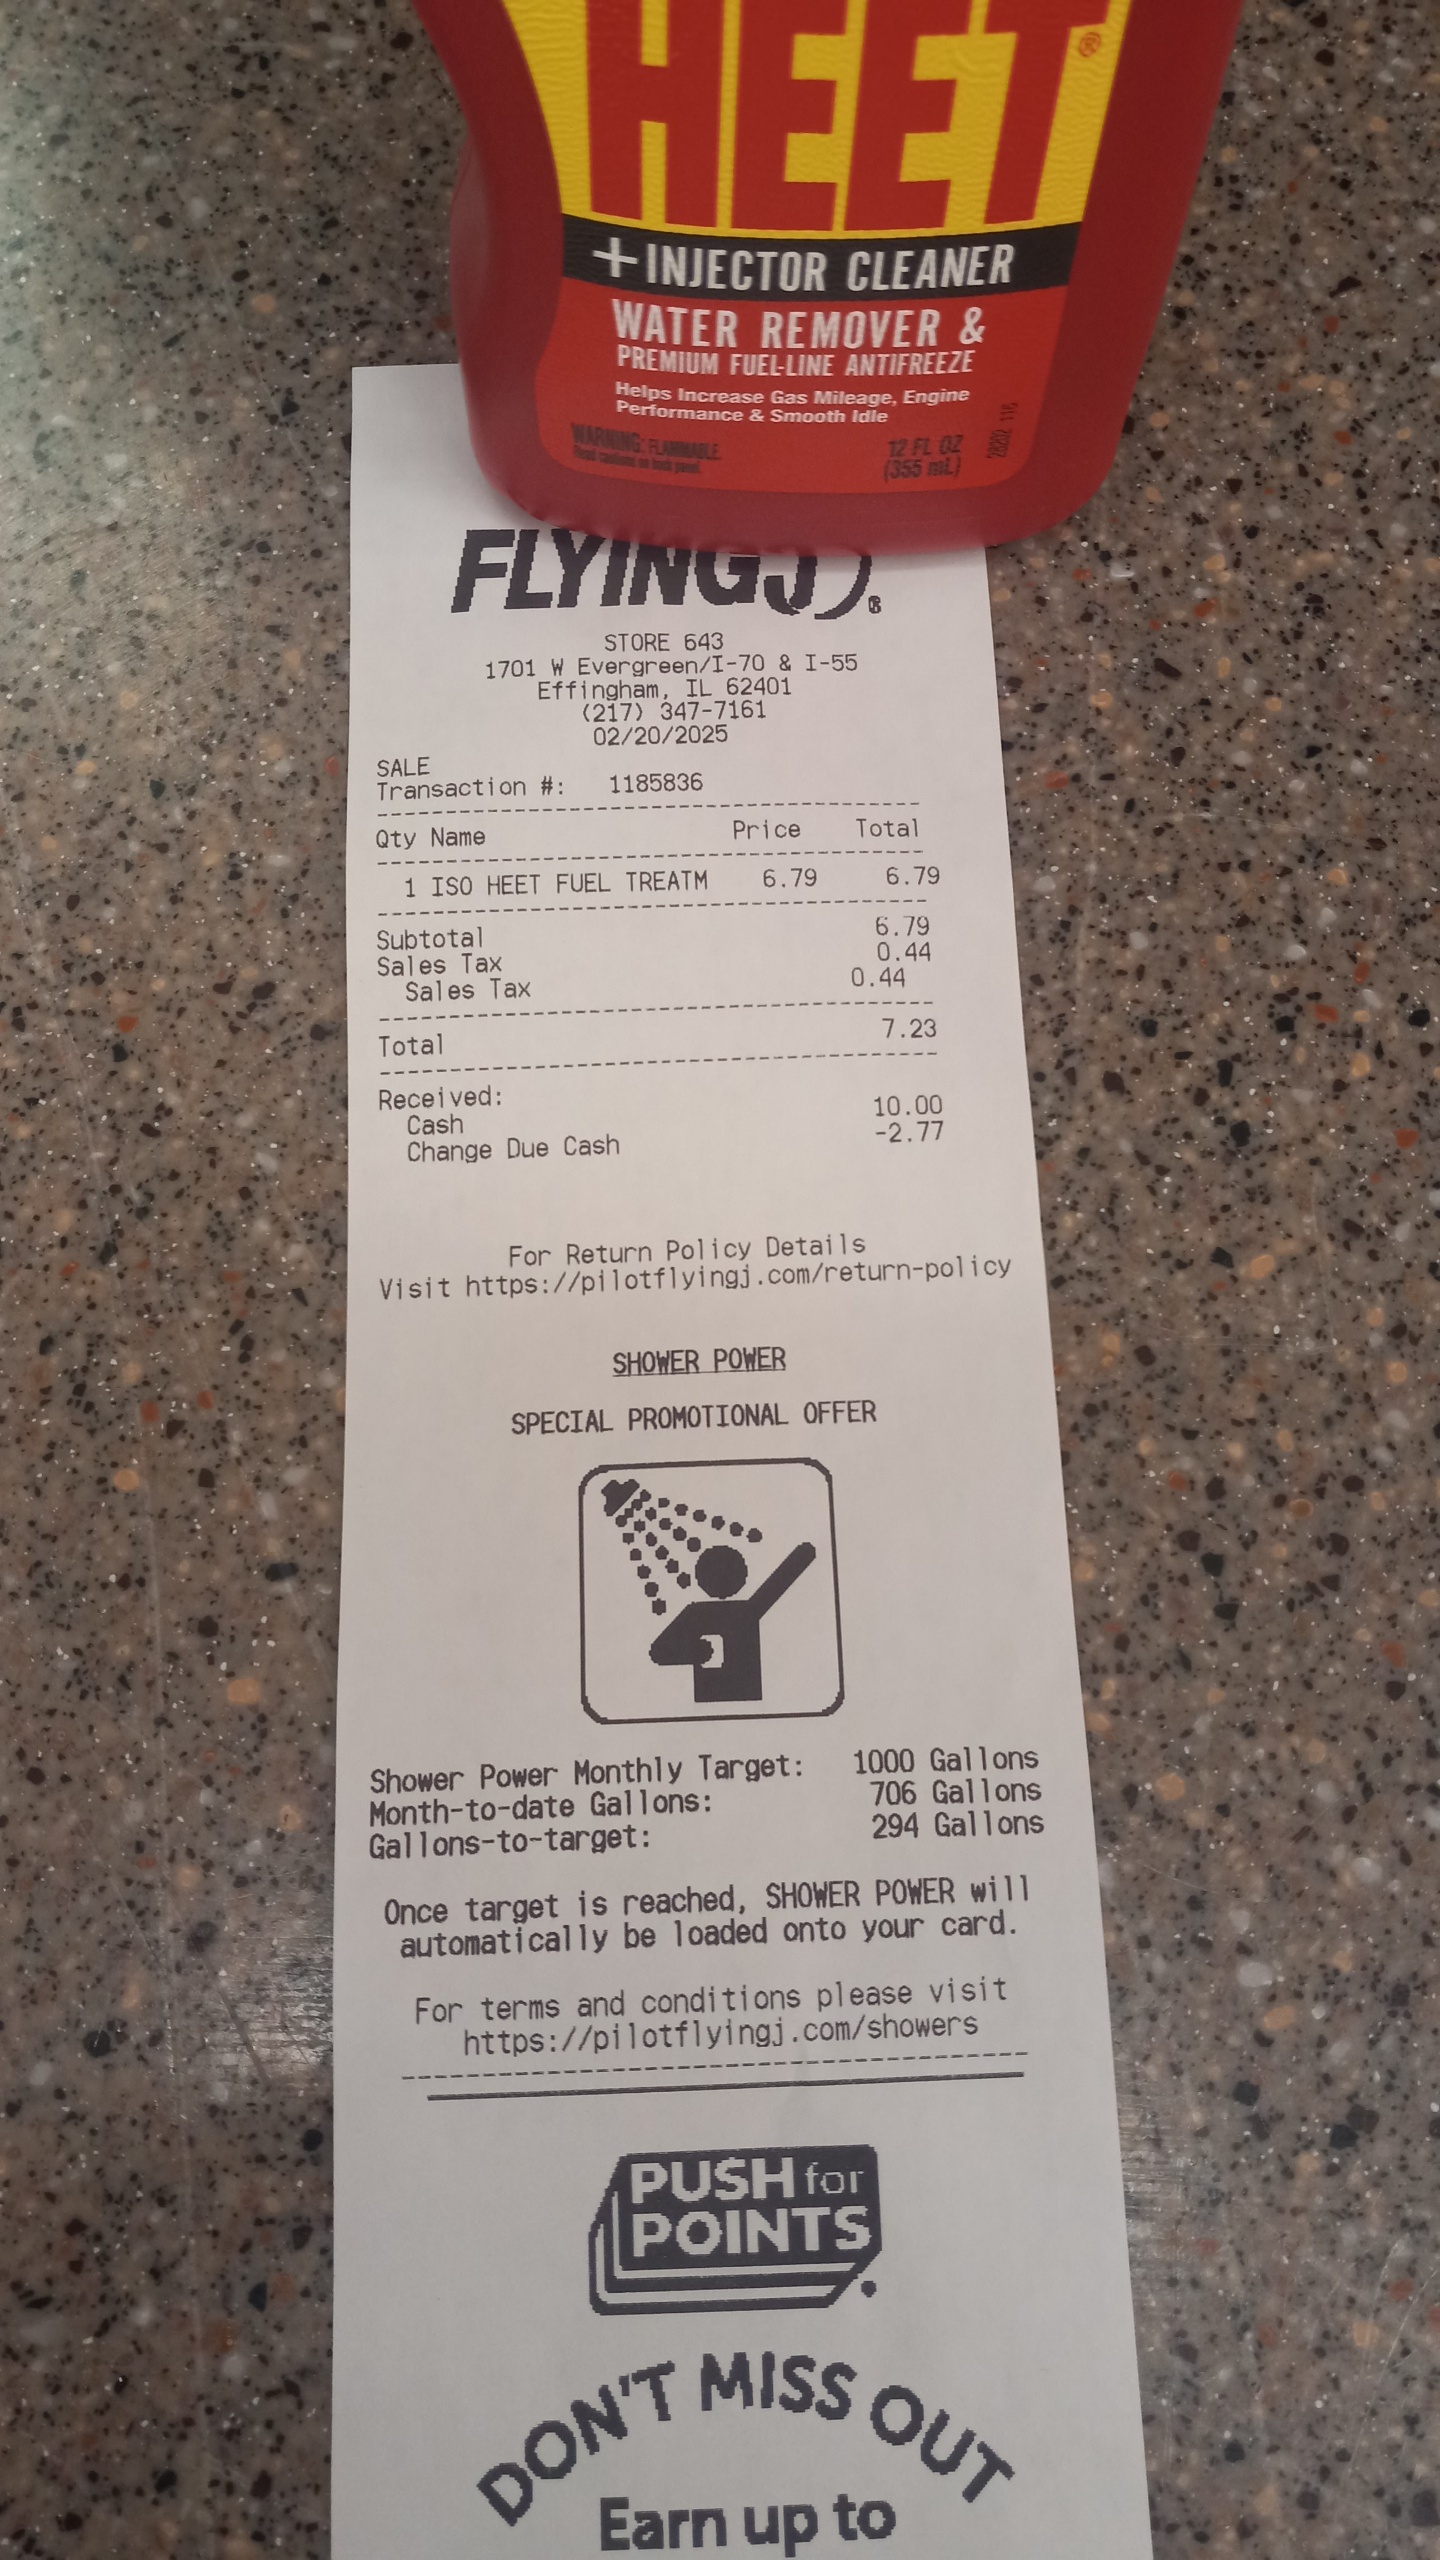 HEET®
+INJECTOR CLEANER
WATER REMOVER &
PREMIUM FUEL-LINE ANTIFREEZE
Helps Increase Gas Mileage, Engine
Performance & Smooth Idle
WARNING: FLAMMABLE.
Read cautions on back panel.
12 FL OZ
(355 mL)
FLYING J®
STORE 643
1701 W Evergreen/I-70 & I-55
Effingham, IL 62401
(217) 347-7161
02/20/2025
SALE
Transaction #: 1185836
Qty Name Price Total
1 ISO HEET FUEL TREATM 6.79 6.79
Subtotal 6.79
Sales Tax 0.44
Sales Tax 0.44
Total 7.23
Received:
Cash 10.00
Change Due Cash -2.77
For Return Policy Details
Visit https://pilotflyingj.com/return-policy
SHOWER POWER
SPECIAL PROMOTIONAL OFFER
Shower Power Monthly Target: 1000 Gallons
Month-to-date Gallons: 706 Gallons
Gallons-to-target: 294 Gallons
Once target is reached, SHOWER POWER will
automatically be loaded onto your card.
For terms and conditions please visit
https://pilotflyingj.com/showers
PUSH for
POINTS
DON'T MISS OUT
Earn up to